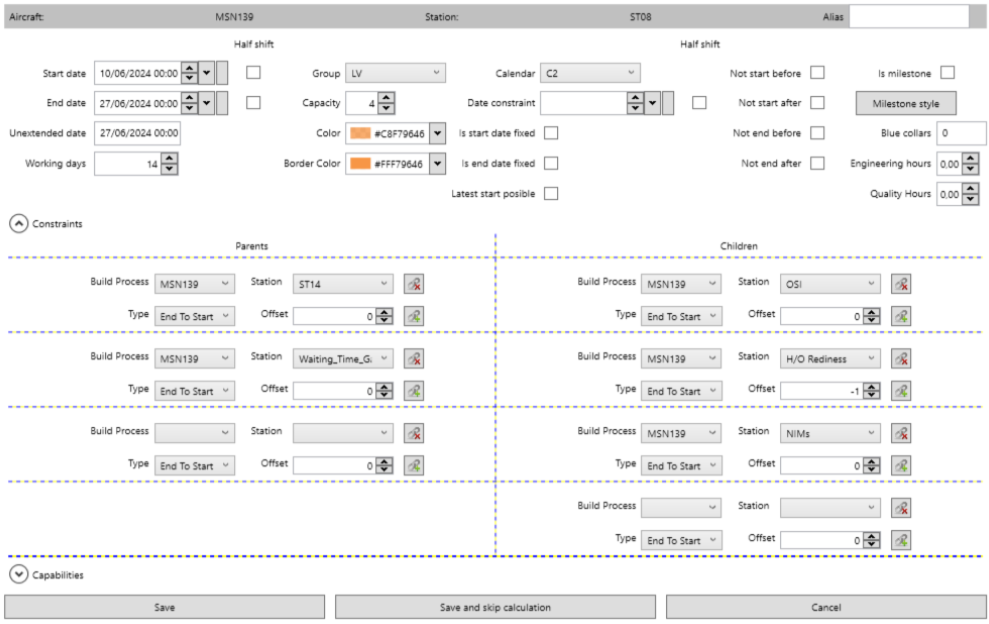 Aircraft: MSN139 Station: ST08 Alias
Half shift Half shift
Start date 10/06/2024 00:00 Group LV Calendar C2 Not start before Is milestone
End date 27/06/2024 00:00 Capacity 4 Date constraint Not start after Milestone style
Unextended date 27/06/2024 00:00 Color #C8F79646 Is start date fixed Not end before Blue collars 0
Working days 14 Border Color #FFF79646 Is end date fixed Not end after Engineering hours 0,00
Latest start posible Quality Hours 0,00
Constraints
Parents Children
Build Process MSN139 Station ST14 Build Process MSN139 Station OSI
Type End To Start Offset 0 Type End To Start Offset 0
Build Process MSN139 Station Waiting_Time_G Build Process MSN139 Station H/O Rediness
Type End To Start Offset 0 Type End To Start Offset -1
Build Process Station Build Process MSN139 Station NIMs
Type End To Start Offset 0 Type End To Start Offset 0
Build Process Station
Type End To Start Offset 0
Capabilities
Save Save and skip calculation Cancel